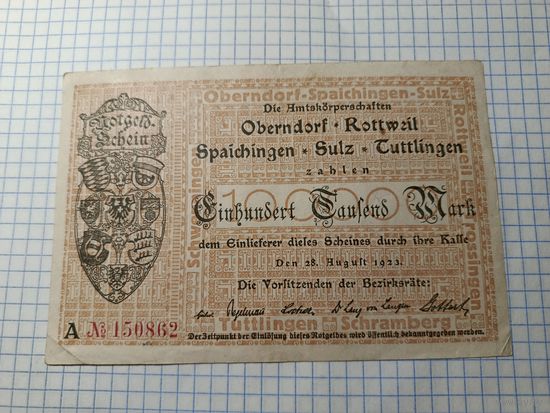 Notgeld-
Schein
Oberndorf-Spaichingen-Sulz
Die Amtskörperschaften
Oberndorf · Rottweil
Spaichingen * Sulz * Tuttlingen
zahlen
100000
Einhundert Tausend Mark
dem Einlieferer dieses Scheines durch ihre Kasse
Den 28. August 1923.
Die Vorsitzenden der Bezirksräte:
Tuttlingen Schramberg
A No 150862
Der Zeitpunkt der Einlösung dieses Notgeldes wird öffentlich bekanntgegeben werden.